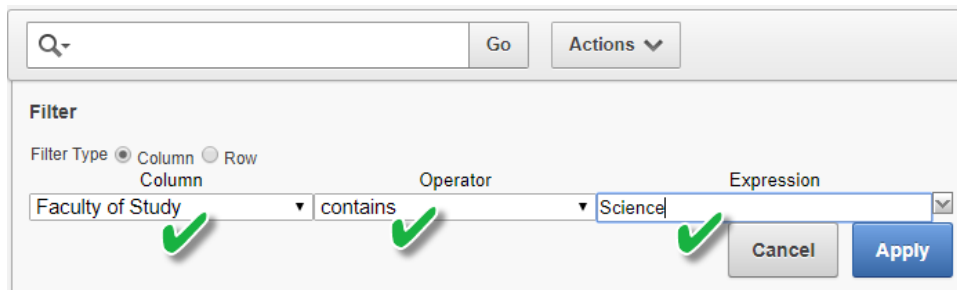 Go Actions
Filter
Filter Type Column Row
Column Operator Expression
Faculty of Study contains Science
Cancel Apply